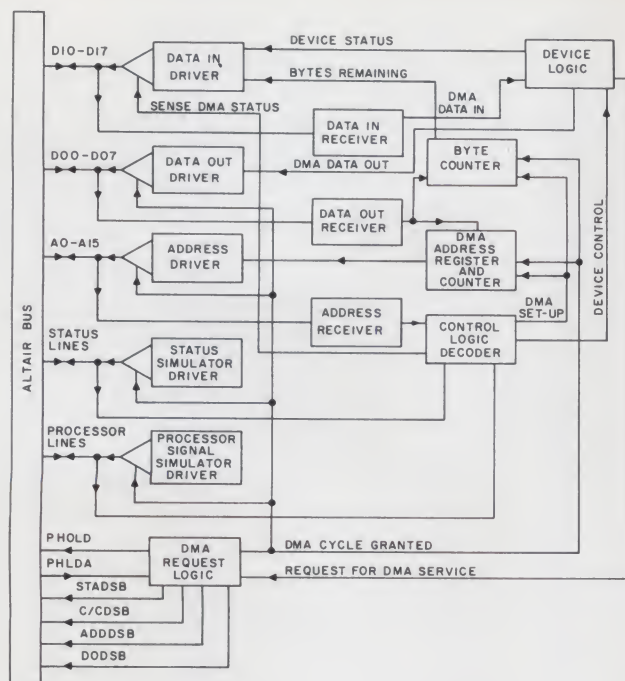 DEVICE STATUS
DIO-DI7
DATA IN
DRIVER
DEVICE
LOGIC
BYTES REMAINING
DMA
DATA IN
SENSE DMA STATUS
DATA IN
RECEIVER
BYTE
COUNTER
DOO-DO7
DATA OUT
DRIVER
DMA DATA OUT
DATA OUT
RECEIVER
DMA
ADDRESS
REGISTER
AND
COUNTER
AO-A15
ADDRESS
DRIVER
DEVICE CONTROL
DMA
SET-UP
ADDRESS
RECEIVER
CONTROL
LOGIC
DECODER
ALTAIR BUS
STATUS
LINES
STATUS
SIMULATOR
DRIVER
PROCESSOR
LINES
PROCESSOR
SIGNAL
SIMULATOR
DRIVER
PHOLD
DMA
REQUEST
LOGIC
DMA CYCLE GRANTED
PHLDA
REQUEST FOR DMA SERVICE
STADSB
C/CDSB
ADDDSB
DODSB